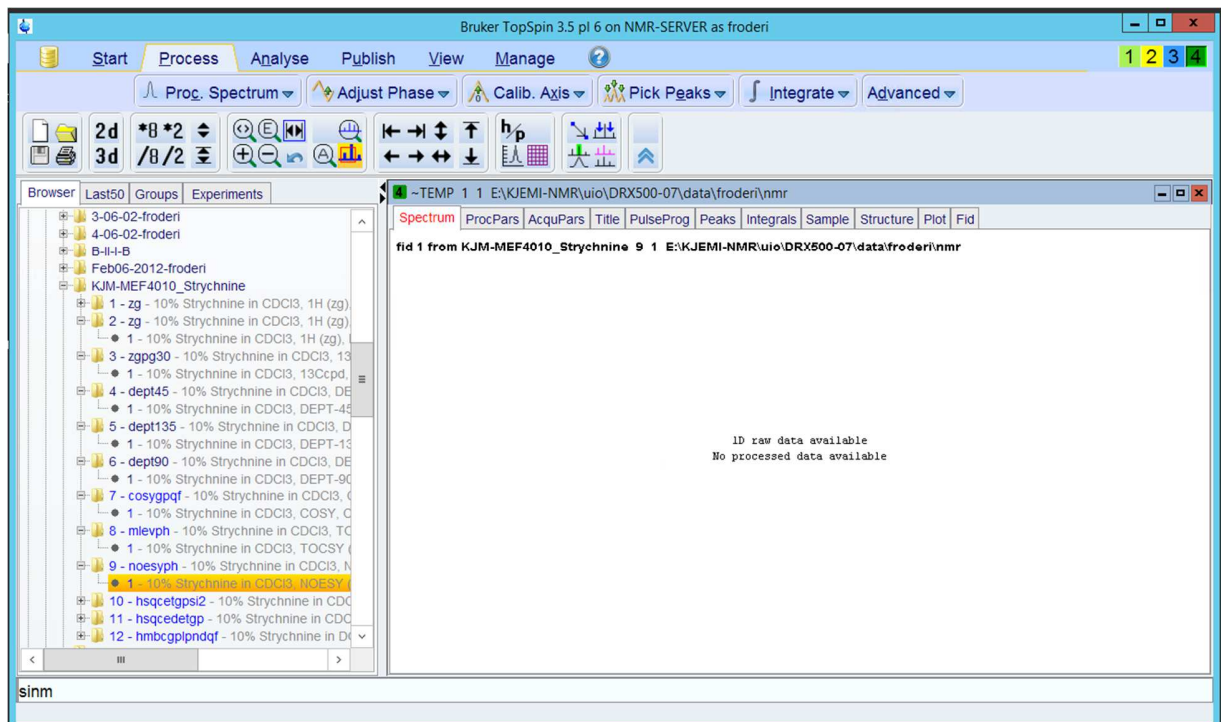 Bruker TopSpin 3.5 pl 6 on NMR-SERVER as froderi
Start Process Analyse Publish View Manage ? 1 2 3 4
Proc. Spectrum Adjust Phase Calib. Axis Pick Peaks Integrate Advanced
2d *8 *2 E h/p
3d /8 /2 A
Browser Last50 Groups Experiments
3-06-02-froderi
4-06-02-froderi
B-II-I-B
Feb06-2012-froderi
KJM-MEF4010_Strychnine
1 - zg - 10% Strychnine in CDCl3, 1H (zg),
2 - zg - 10% Strychnine in CDCl3, 1H (zg),
1 - 10% Strychnine in CDCl3, 1H (zg),
3 - zgpg30 - 10% Strychnine in CDCl3, 13
1 - 10% Strychnine in CDCl3, 13Ccpd,
4 - dept45 - 10% Strychnine in CDCl3, DE
1 - 10% Strychnine in CDCl3, DEPT-45
5 - dept135 - 10% Strychnine in CDCl3, D
1 - 10% Strychnine in CDCl3, DEPT-13
6 - dept90 - 10% Strychnine in CDCl3, DE
1 - 10% Strychnine in CDCl3, DEPT-90
7 - cosygpqf - 10% Strychnine in CDCl3,
1 - 10% Strychnine in CDCl3, COSY, C
8 - mlevph - 10% Strychnine in CDCl3, TC
1 - 10% Strychnine in CDCl3, TOCSY (
9 - noesyph - 10% Strychnine in CDCl3, N
1 - 10% Strychnine in CDCl3, NOESY (
10 - hsqcetgpsi2 - 10% Strychnine in CDC
11 - hsqcedetgp - 10% Strychnine in CDC
12 - hmbcgplpndqf - 10% Strychnine in D
4 ~TEMP 1 1 E:\KJEMI-NMR\uio\DRX500-07\data\froderi\nmr
Spectrum ProcPars AcquPars Title PulseProg Peaks Integrals Sample Structure Plot Fid
fid 1 from KJM-MEF4010_Strychnine 9 1 E:\KJEMI-NMR\uio\DRX500-07\data\froderi\nmr
1D raw data available
No processed data available
sinm